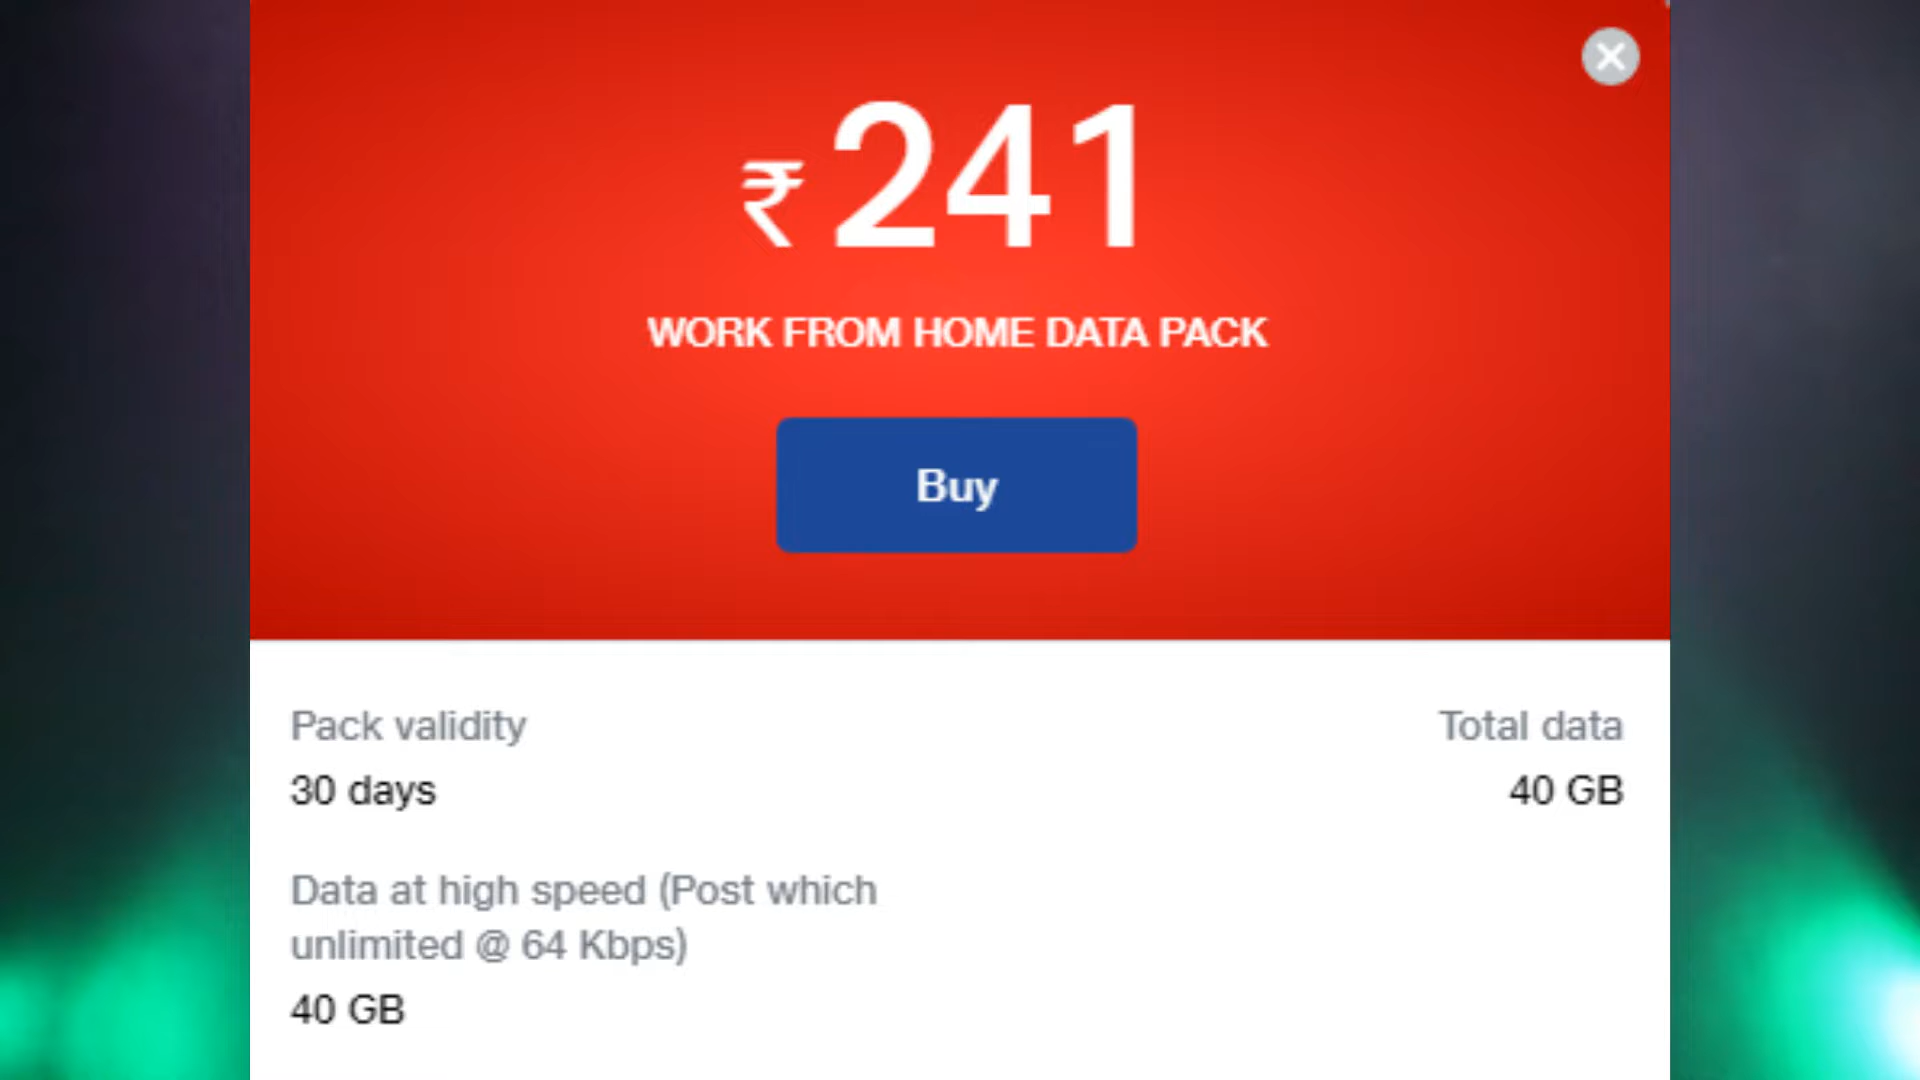 ₹241
WORK FROM HOME DATA PACK
Buy
Pack validity
30 days
Total data
40 GB
Data at high speed (Post which
unlimited @ 64 Kbps)
40 GB